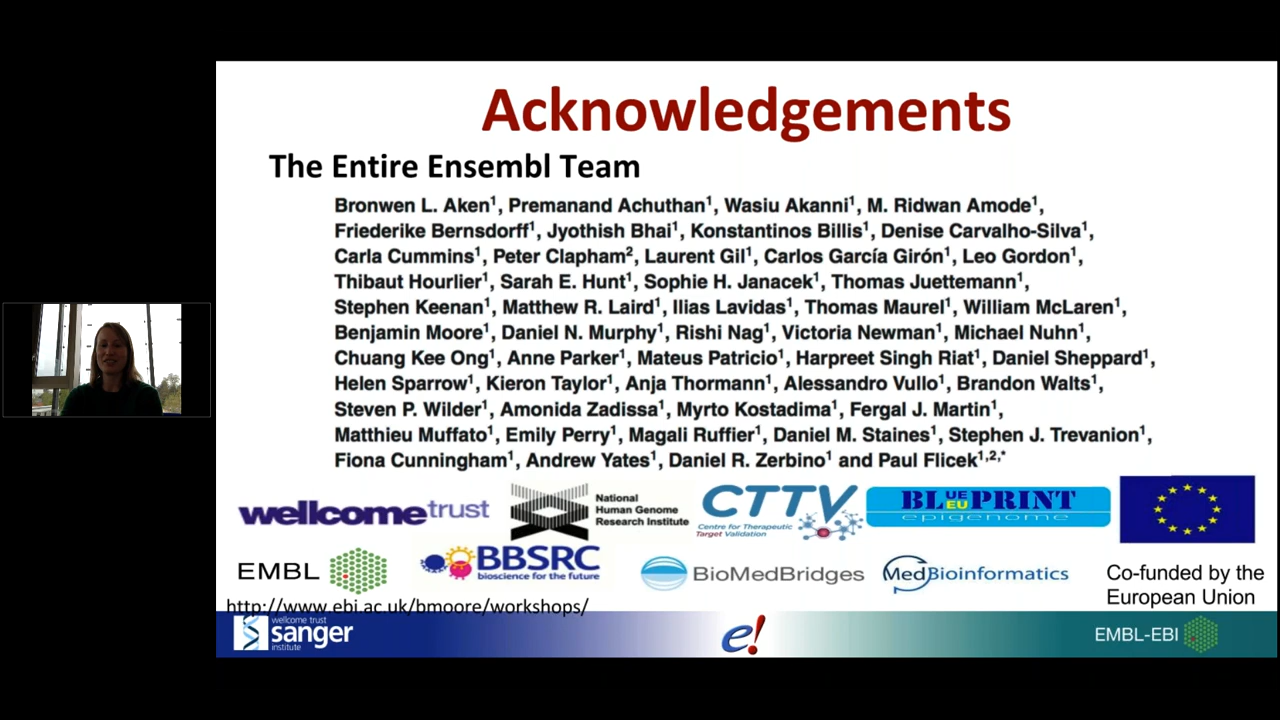 Acknowledgements
The Entire Ensembl Team
Bronwen L. Aken¹, Premanand Achuthan¹, Wasiu Akanni¹, M. Ridwan Amode¹,
Friederike Bernsdorff¹, Jyothish Bhai¹, Konstantinos Billis¹, Denise Carvalho-Silva¹,
Carla Cummins¹, Peter Clapham², Laurent Gil¹, Carlos García Girón¹, Leo Gordon¹,
Thibaut Hourlier¹, Sarah E. Hunt¹, Sophie H. Janacek¹, Thomas Juettemann¹,
Stephen Keenan¹, Matthew R. Laird¹, Ilias Lavidas¹, Thomas Maurel¹, William McLaren¹,
Benjamin Moore¹, Daniel N. Murphy¹, Rishi Nag¹, Victoria Newman¹, Michael Nuhn¹,
Chuang Kee Ong¹, Anne Parker¹, Mateus Patricio¹, Harpreet Singh Riat¹, Daniel Sheppard¹,
Helen Sparrow¹, Kieron Taylor¹, Anja Thormann¹, Alessandro Vullo¹, Brandon Walts¹,
Steven P. Wilder¹, Amonida Zadissa¹, Myrto Kostadima¹, Fergal J. Martin¹,
Matthieu Muffato¹, Emily Perry¹, Magali Ruffier¹, Daniel M. Staines¹, Stephen J. Trevanion¹,
Fiona Cunningham¹, Andrew Yates¹, Daniel R. Zerbino¹ and Paul Flicek¹,²,*
wellcometrust
National
Human Genome
Research Institute
CTTV
Centre for Therapeutic
Target Validation
BLUEPRINT
EU
epigenome
EMBL
BBSRC
bioscience for the future
BioMedBridges
MedBioinformatics
Co-funded by the
European Union
http://www.ebi.ac.uk/bmoore/workshops/
wellcome trust
sanger
institute
e!
EMBL-EBI